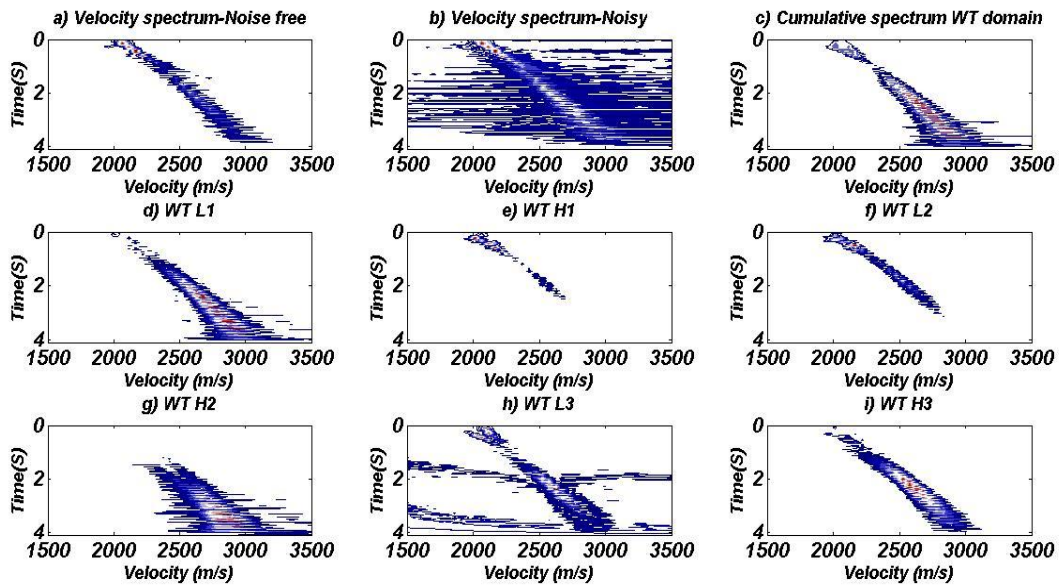 a) Velocity spectrum-Noise free
b) Velocity spectrum-Noisy
c) Cumulative spectrum WT domain
0
2
4
Time(S)
1500 2000 2500 3000 3500
Velocity (m/s)
0
2
4
Time(S)
1500 2000 2500 3000 3500
Velocity (m/s)
0
2
4
Time(S)
1500 2000 2500 3000 3500
Velocity (m/s)
d) WT L1
e) WT H1
f) WT L2
0
2
4
Time(S)
1500 2000 2500 3000 3500
Velocity (m/s)
0
2
4
Time(S)
1500 2000 2500 3000 3500
Velocity (m/s)
0
2
4
Time(S)
1500 2000 2500 3000 3500
Velocity (m/s)
g) WT H2
h) WT L3
i) WT H3
0
2
4
Time(S)
1500 2000 2500 3000 3500
Velocity (m/s)
0
2
4
Time(S)
1500 2000 2500 3000 3500
Velocity (m/s)
0
2
4
Time(S)
1500 2000 2500 3000 3500
Velocity (m/s)